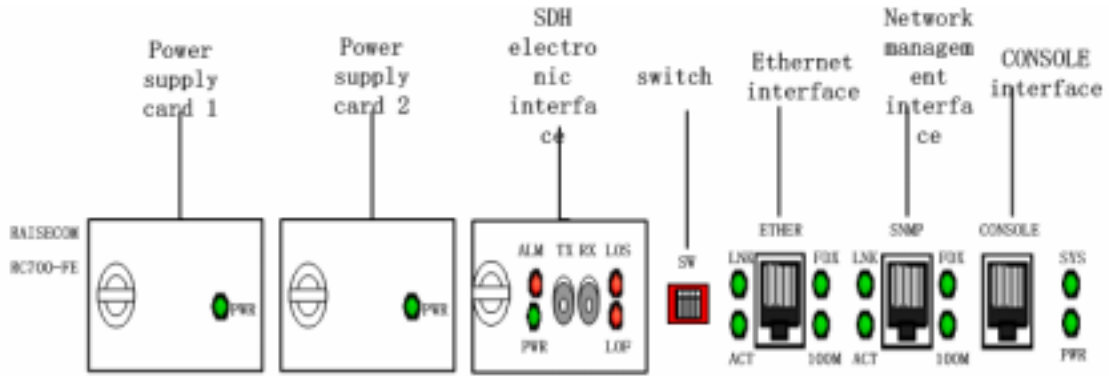 Power
supply
card 1
Power
supply
card 2
SDH
electro
nic
interfa
ce
switch
Ethernet
interface
Network
managem
ent
interfa
ce
CONSOLE
interface
RAISECOM
RC700-FE
PWR
PWR
ALM TX RX LOS
PWR LOF
SW
ETHER
LNK FDX
ACT 100M
SNMP
LNK FDX
ACT 100M
CONSOLE
SYS
PWR